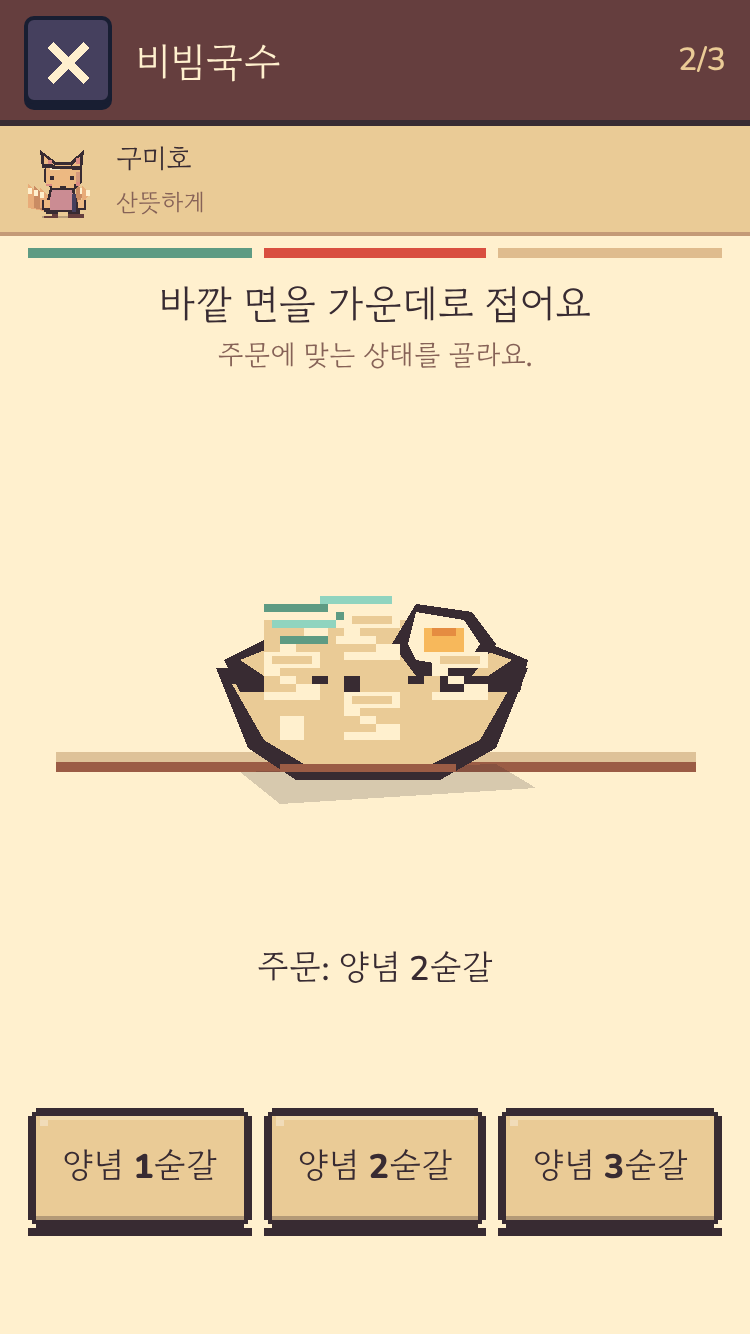 비빔국수
2/3
구미호
산뜻하게
바깥 면을 가운데로 접어요
주문에 맞는 상태를 골라요.
주문: 양념 2숟갈
양념 1숟갈
양념 2숟갈
양념 3숟갈